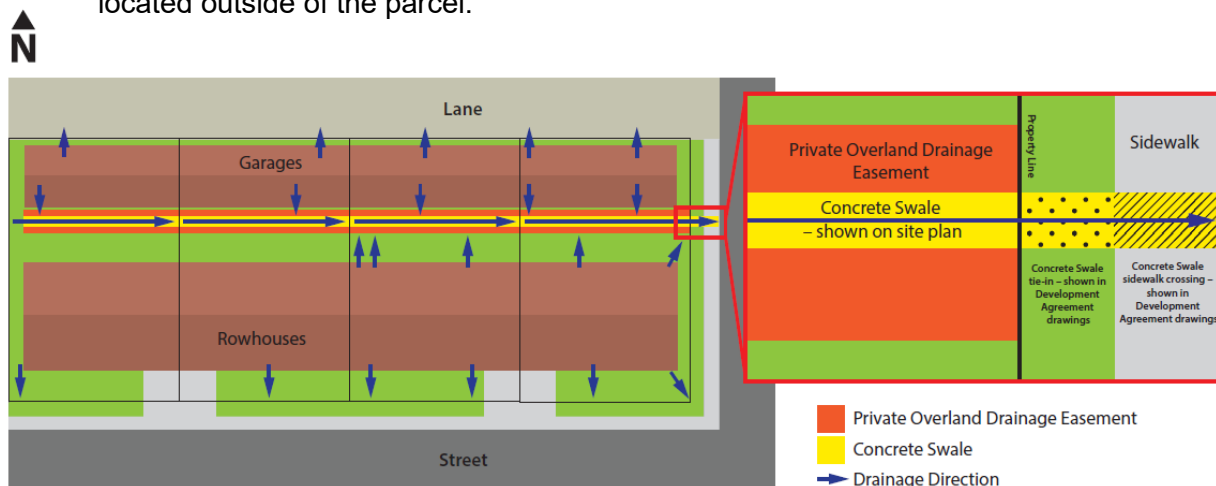 located outside of the parcel.
N
Lane
Garages
Rowhouses
Street
Private Overland Drainage
Easement
Concrete Swale
– shown on site plan
Property Line
Sidewalk
Concrete Swale
tie-in – shown in
Development
Agreement
drawings
Concrete Swale
sidewalk crossing –
shown in
Development
Agreement drawings
Private Overland Drainage Easement
Concrete Swale
Drainage Direction